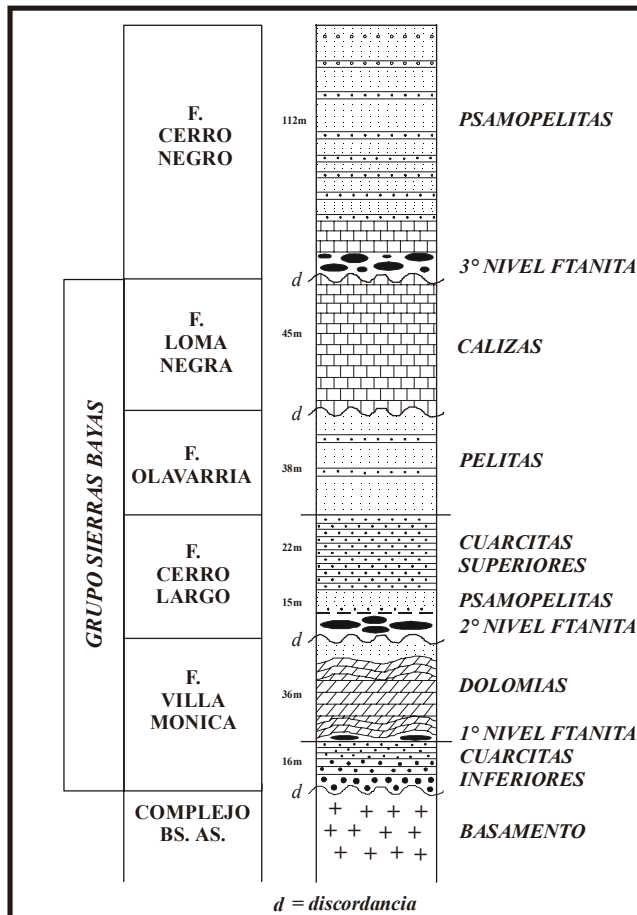 F.
CERRO
NEGRO
112m
PSAMOPELITAS
3° NIVEL FTANITA
d
GRUPO SIERRAS BAYAS
F.
LOMA
NEGRA
45m
CALIZAS
d
F.
OLAVARRIA
38m
PELITAS
F.
CERRO
LARGO
22m
CUARCITAS
SUPERIORES
15m
PSAMOPELITAS
2° NIVEL FTANITA
d
F.
VILLA
MONICA
36m
DOLOMIAS
1° NIVEL FTANITA
16m
CUARCITAS
INFERIORES
d
COMPLEJO
BS. AS.
BASAMENTO
d = discordancia